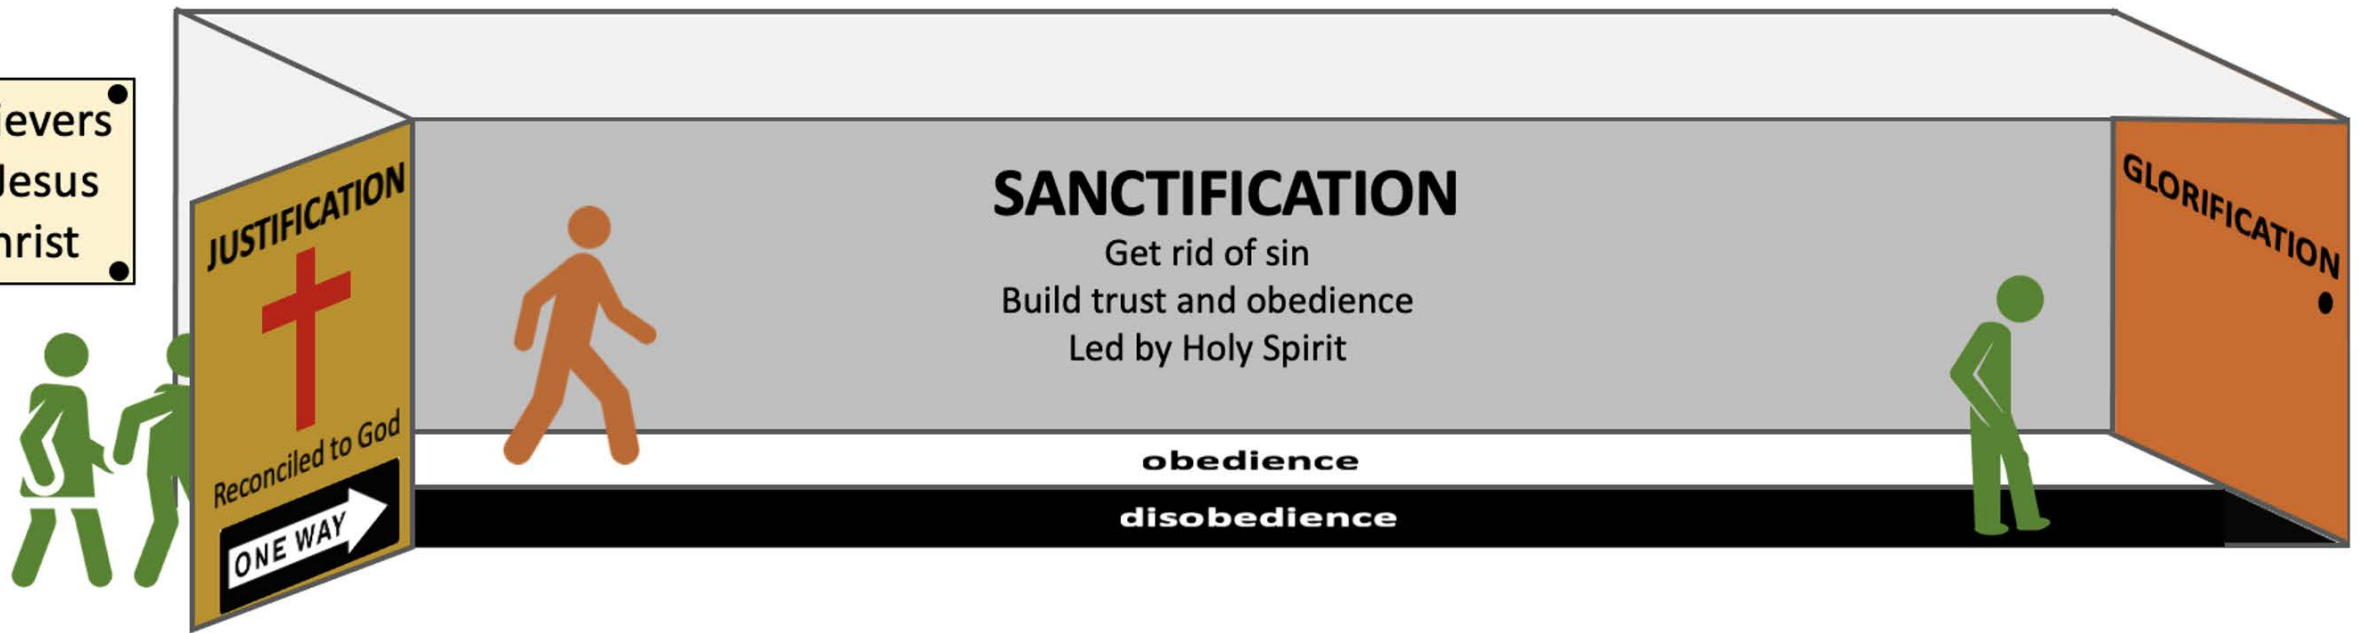 ievers
Jesus
hrist
JUSTIFICATION
Reconciled to God
ONE WAY
SANCTIFICATION
Get rid of sin
Build trust and obedience
Led by Holy Spirit
obedience
disobedience
GLORIFICATION